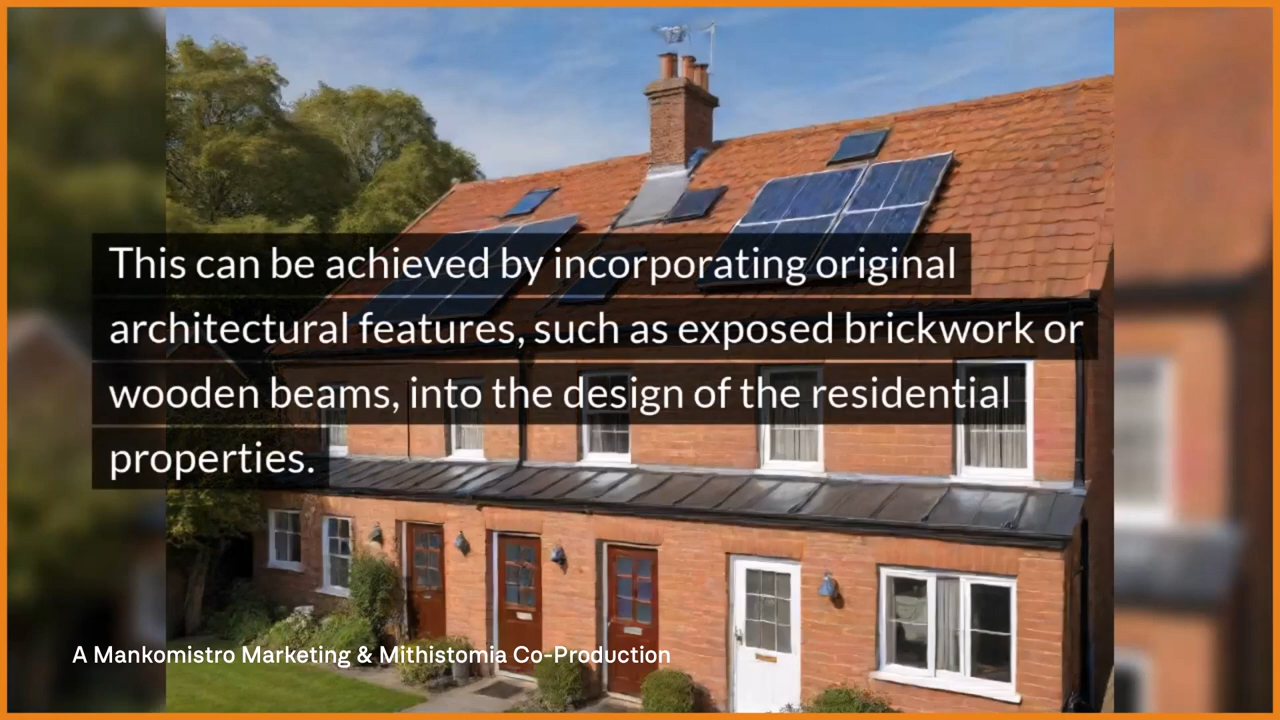 This can be achieved by incorporating original
architectural features, such as exposed brickwork or
wooden beams, into the design of the residential
properties.
A Mankomistro Marketing & Mithistomia Co-Production